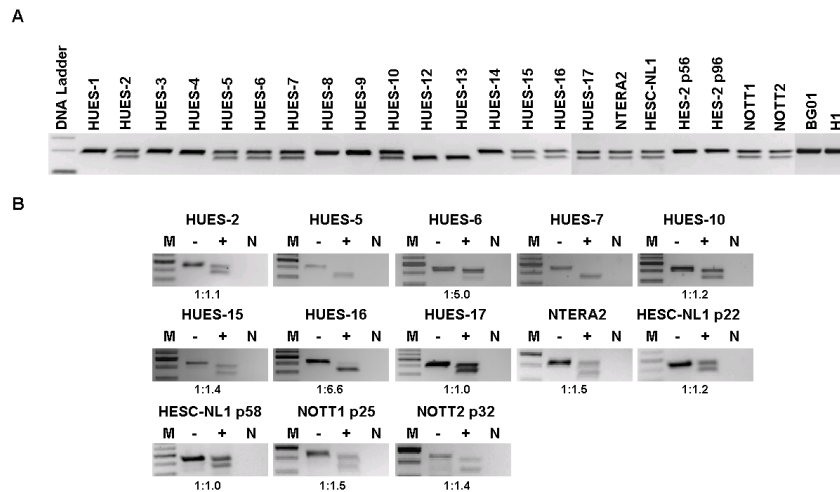 A
DNA Ladder HUES-1 HUES-2 HUES-3 HUES-4 HUES-5 HUES-6 HUES-7 HUES-8 HUES-9 HUES-10 HUES-12 HUES-13 HUES-14 HUES-15 HUES-16 HUES-17 NTERA2 HESC-NL1 HES-2 p56 HES-2 p96 NOTT1 NOTT2 BG01 H1
B
HUES-2 HUES-5 HUES-6 HUES-7 HUES-10
M - + N M - + N M - + N M - + N M - + N
1:1.1 1:5.0 1:1.2
HUES-15 HUES-16 HUES-17 NTERA2 HESC-NL1 p22
M - + N M - + N M - + N M - + N M - + N
1:1.4 1:6.6 1:1.0 1:1.5 1:1.2
HESC-NL1 p58 NOTT1 p25 NOTT2 p32
M - + N M - + N M - + N
1:1.0 1:1.5 1:1.4